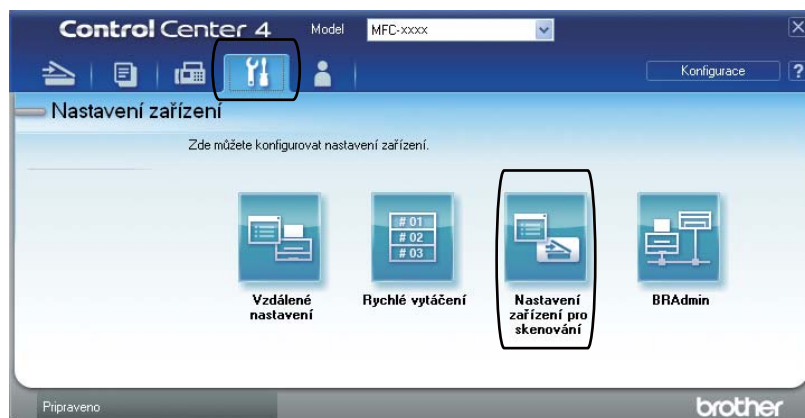 Control Center 4 Model MFC-xxxx X
Konfigurace ?
Nastavení zařízení
Zde můžete konfigurovat nastavení zařízení.
# 01
# 02
# 03
Vzdálené
nastavení
Rychlé vytáčení
Nastavení
zařízení pro
skenování
BRAdmin
Pripraveno
brother